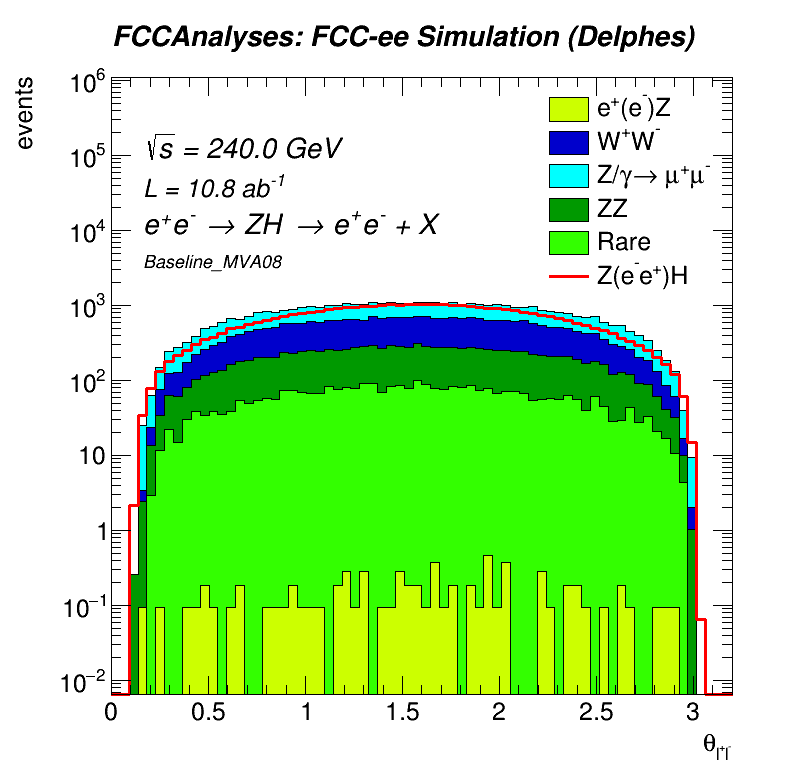 FCCAnalyses: FCC-ee Simulation (Delphes)
events
10⁶
10⁵
10⁴
10³
10²
10
1
10⁻¹
10⁻²
√s = 240.0 GeV
L = 10.8 ab⁻¹
e⁺e⁻ → ZH → e⁺e⁻ + X
Baseline_MVA08
e⁺(e⁻)Z
W⁺W⁻
Z/γ→ μ⁺μ⁻
ZZ
Rare
Z(e⁻e⁺)H
0 0.5 1 1.5 2 2.5 3
θ_l⁺l⁻